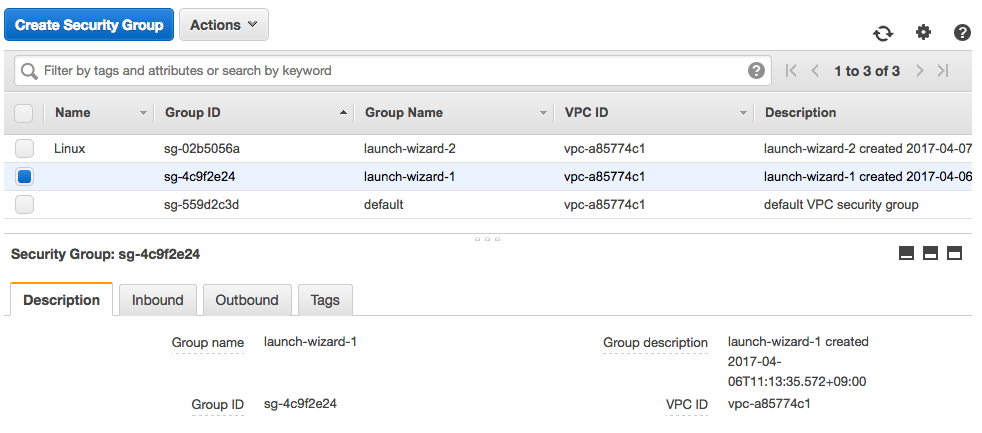 Create Security Group Actions
Filter by tags and attributes or search by keyword 1 to 3 of 3
Name Group ID Group Name VPC ID Description
Linux sg-02b5056a launch-wizard-2 vpc-a85774c1 launch-wizard-2 created 2017-04-07
sg-4c9f2e24 launch-wizard-1 vpc-a85774c1 launch-wizard-1 created 2017-04-06
sg-559d2c3d default vpc-a85774c1 default VPC security group
Security Group: sg-4c9f2e24
Description Inbound Outbound Tags
Group name launch-wizard-1 Group description launch-wizard-1 created
2017-04-
06T11:13:35.572+09:00
Group ID sg-4c9f2e24 VPC ID vpc-a85774c1